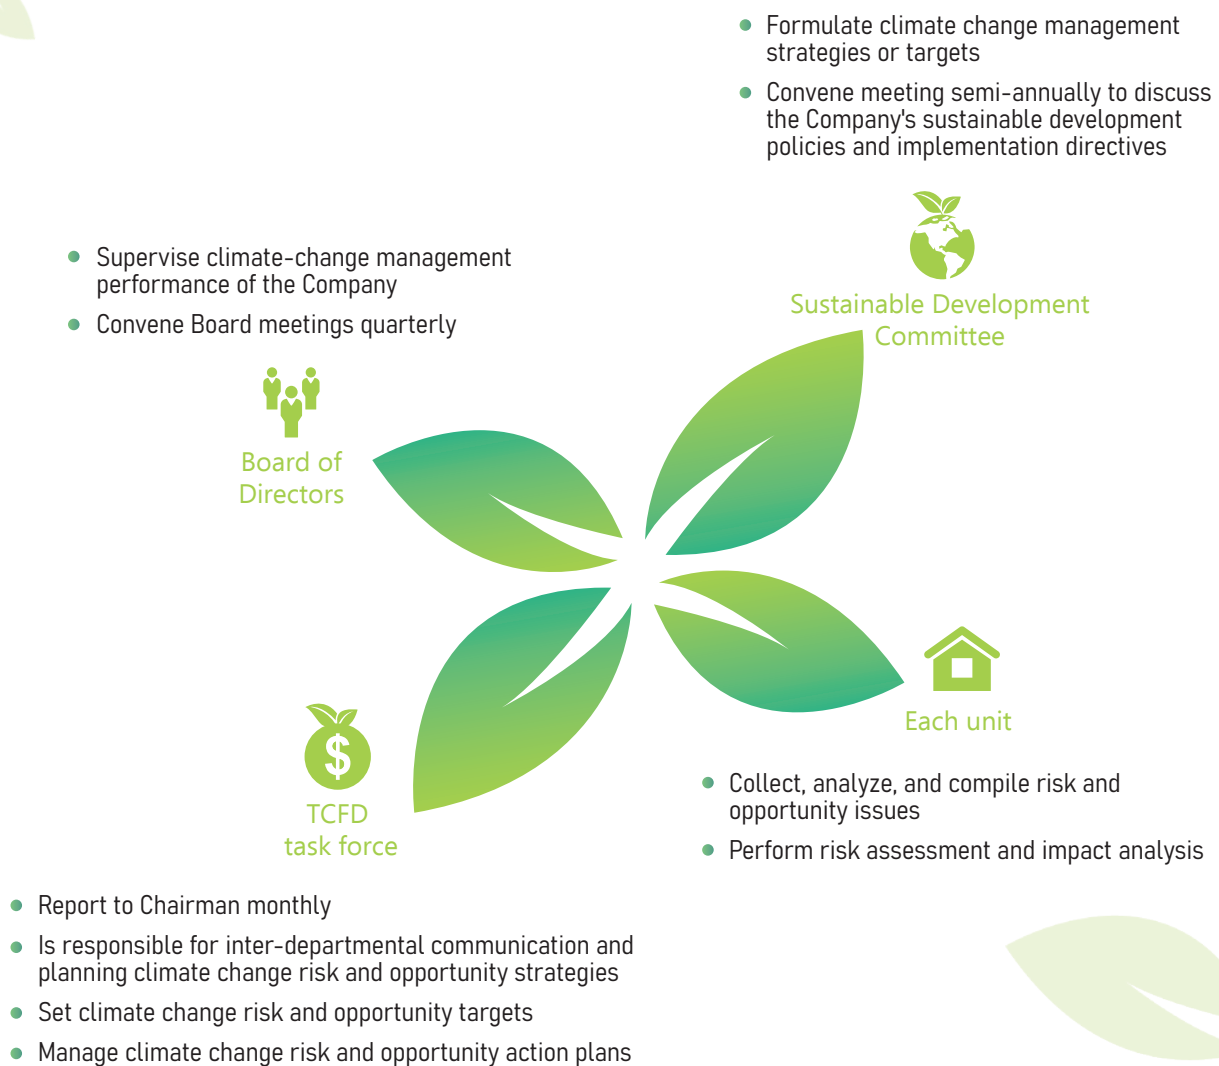 Formulate climate change management
strategies or targets
Convene meeting semi-annually to discuss
the Company's sustainable development
policies and implementation directives
Sustainable Development
Committee
Supervise climate-change management
performance of the Company
Convene Board meetings quarterly
Board of
Directors
Each unit
Collect, analyze, and compile risk and
opportunity issues
Perform risk assessment and impact analysis
$
TCFD
task force
Report to Chairman monthly
Is responsible for inter-departmental communication and
planning climate change risk and opportunity strategies
Set climate change risk and opportunity targets
Manage climate change risk and opportunity action plans